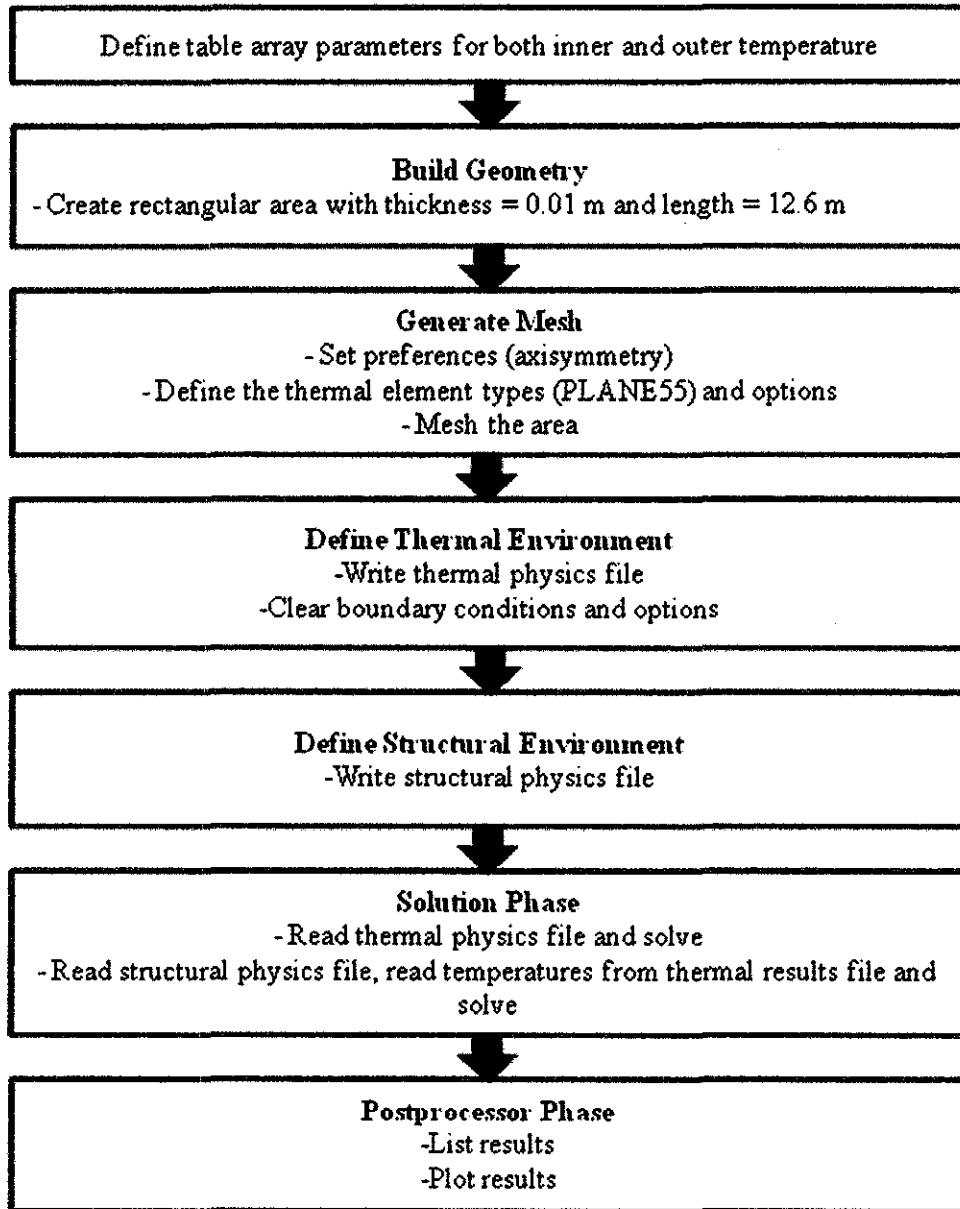 Define table array parameters for both inner and outer temperature
Build Geometry
- Create rectangular area with thickness = 0.01 m and length = 12.6 m
Generate Mesh
- Set preferences (axisymmetry)
-Define the thermal element types (PLANE55) and options
-Mesh the area
Define Thermal Environment
-Write thermal physics file
-Clear boundary conditions and options
Define Structural Environment
-Write structural physics file
Solution Phase
- Read thermal physics file and solve
- Read structural physics file, read temperatures from thermal results file and
solve
Postprocessor Phase
-List results
-Plot results